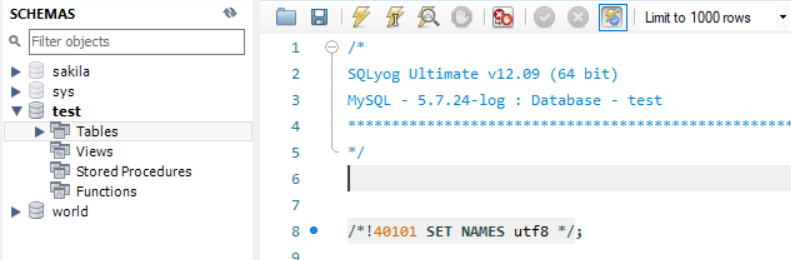 SCHEMAS
Filter objects
sakila
sys
test
Tables
Views
Stored Procedures
Functions
world
Limit to 1000 rows
1 /*
2 SQLyog Ultimate v12.09 (64 bit)
3 MySQL - 5.7.24-log : Database - test
4 *****************************************************
5 */
6
7
8 /*!40101 SET NAMES utf8 */;
9